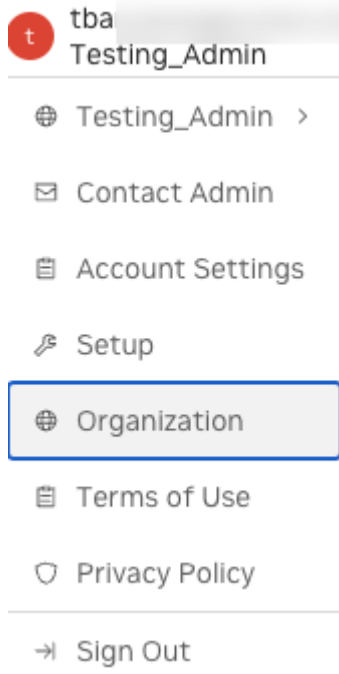 t
tba
Testing_Admin
Testing_Admin
Contact Admin
Account Settings
Setup
Organization
Terms of Use
Privacy Policy
Sign Out